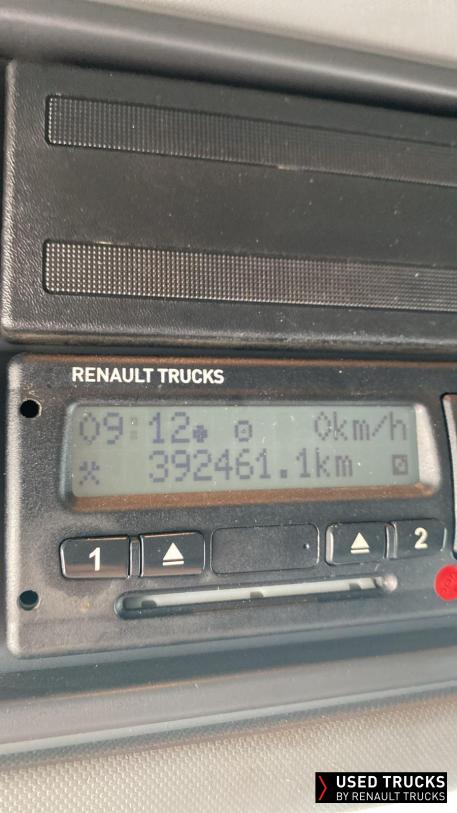 RENAULT TRUCKS
09:12 0km/h
392461.1km
1 2
USED TRUCKS
BY RENAULT TRUCKS